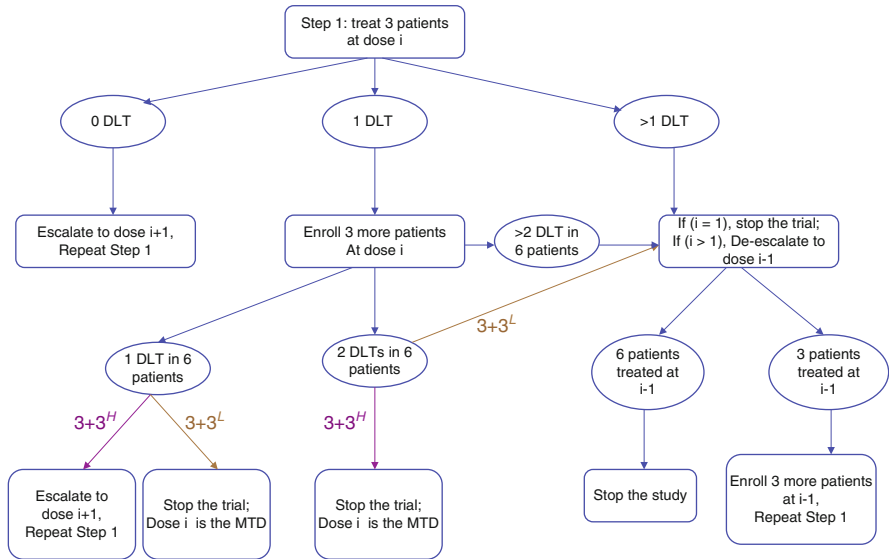 Step 1: treat 3 patients
at dose i
0 DLT
1 DLT
>1 DLT
Escalate to dose i+1,
Repeat Step 1
Enroll 3 more patients
At dose i
>2 DLT in
6 patients
If (i = 1), stop the trial;
If (i > 1), De-escalate to
dose i-1
3+3^L
1 DLT in 6
patients
2 DLTs in 6
patients
6 patients
treated at
i-1
3 patients
treated at
i-1
3+3^H
3+3^L
3+3^H
Escalate to
dose i+1,
Repeat Step 1
Stop the trial;
Dose i is the MTD
Stop the trial;
Dose i is the MTD
Stop the study
Enroll 3 more patients
at i-1,
Repeat Step 1